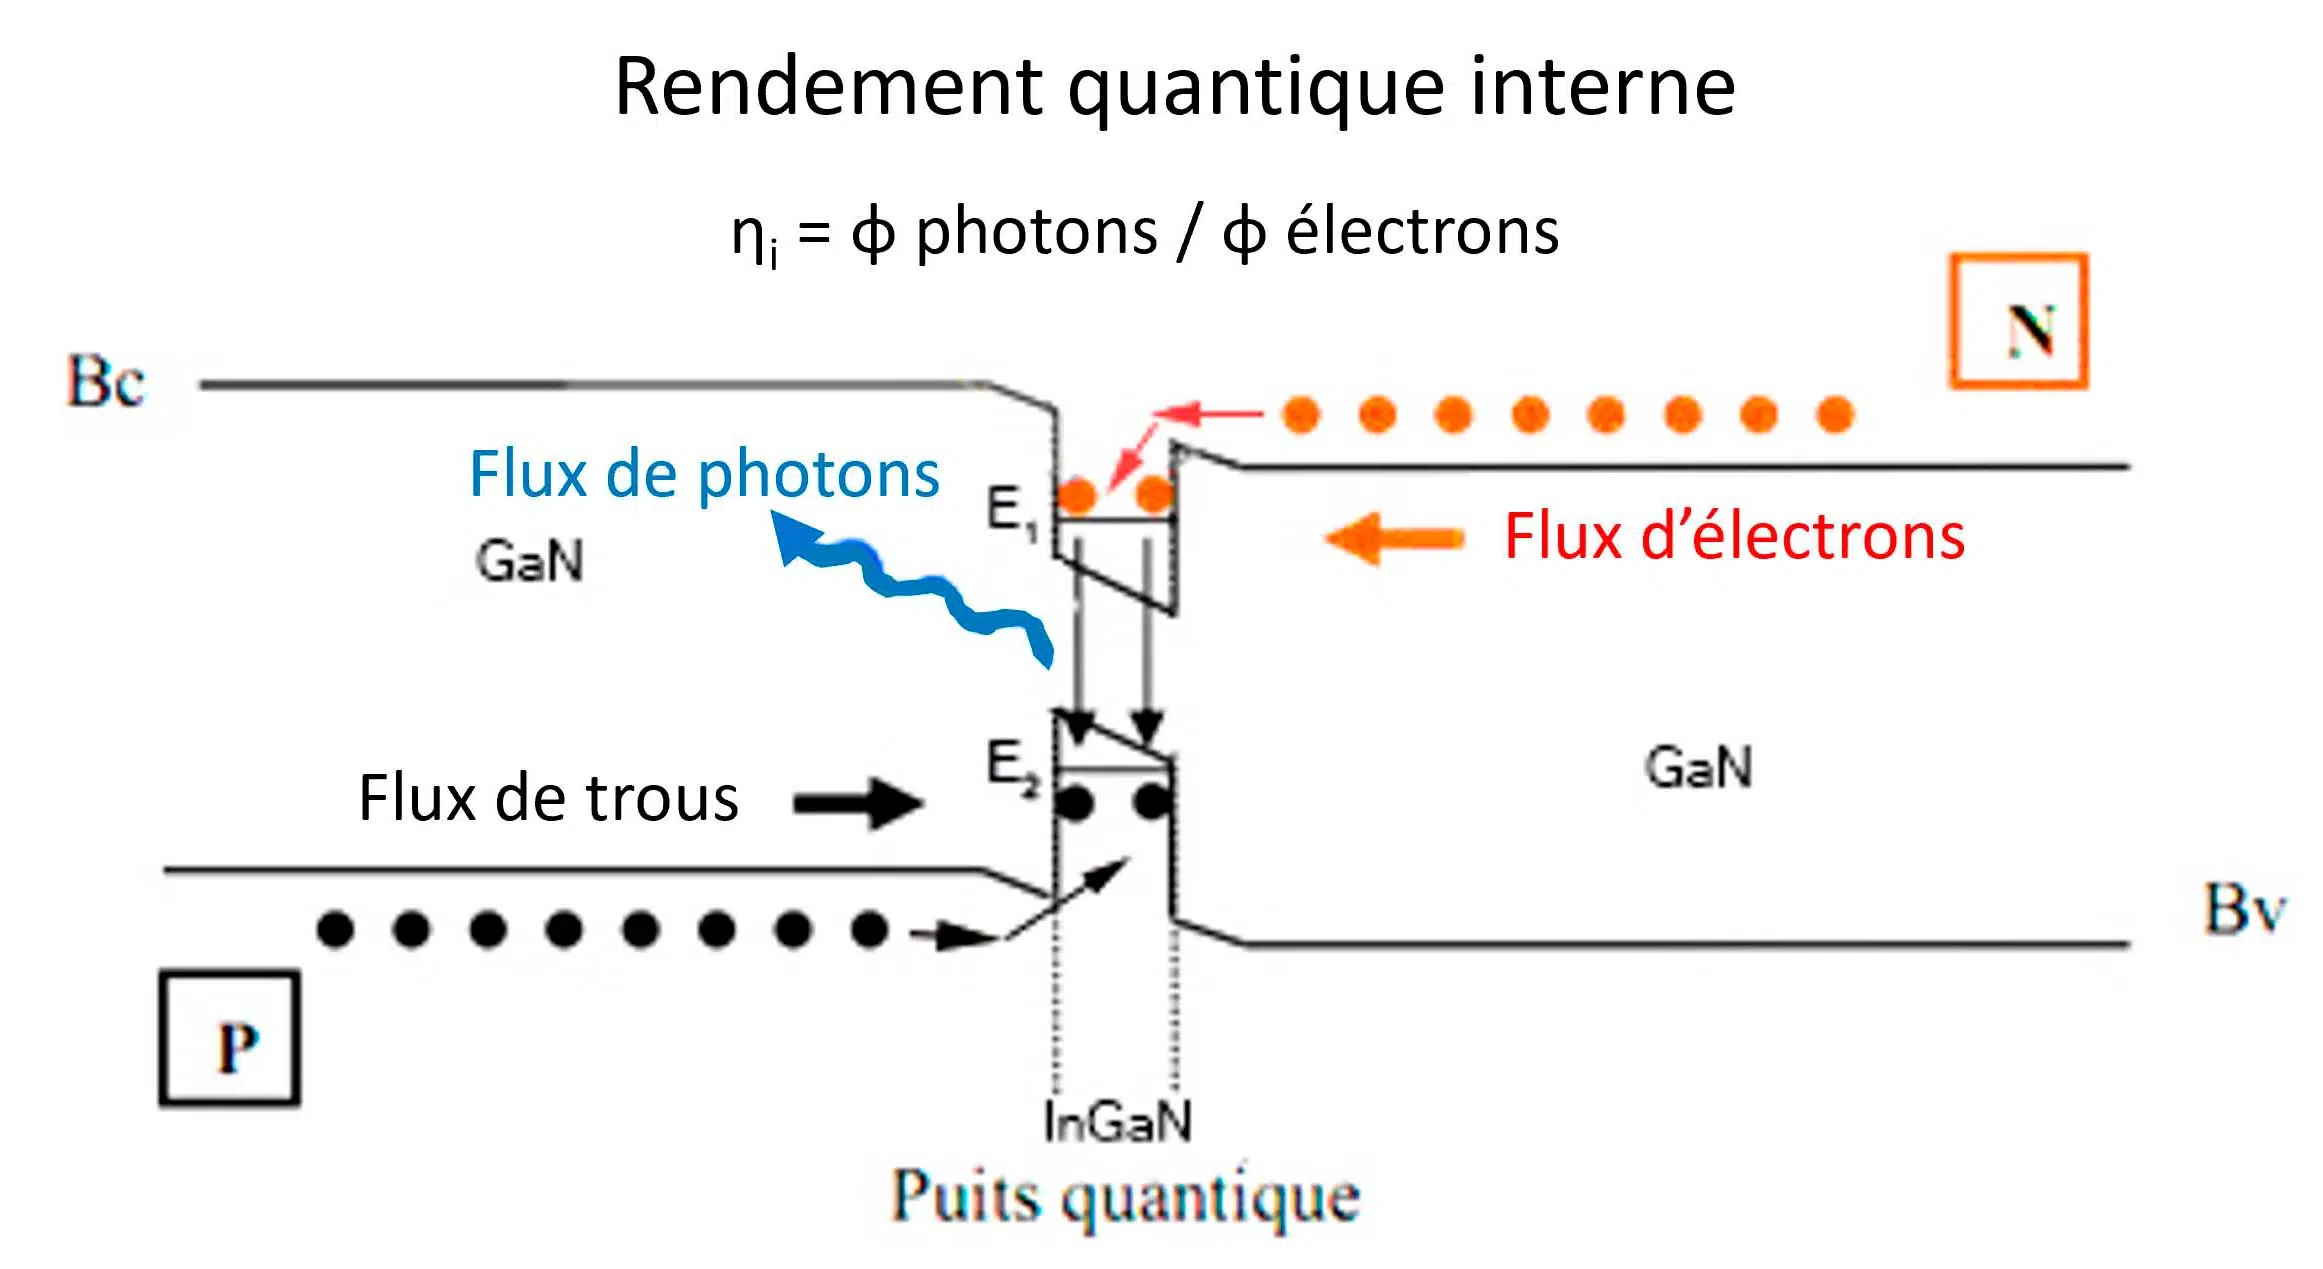 Rendement quantique interne
ηi = ϕ photons / ϕ électrons
N
Bc
Flux de photons
E1
Flux d’électrons
GaN
E2
GaN
Flux de trous
Bv
P
InGaN
Puits quantique